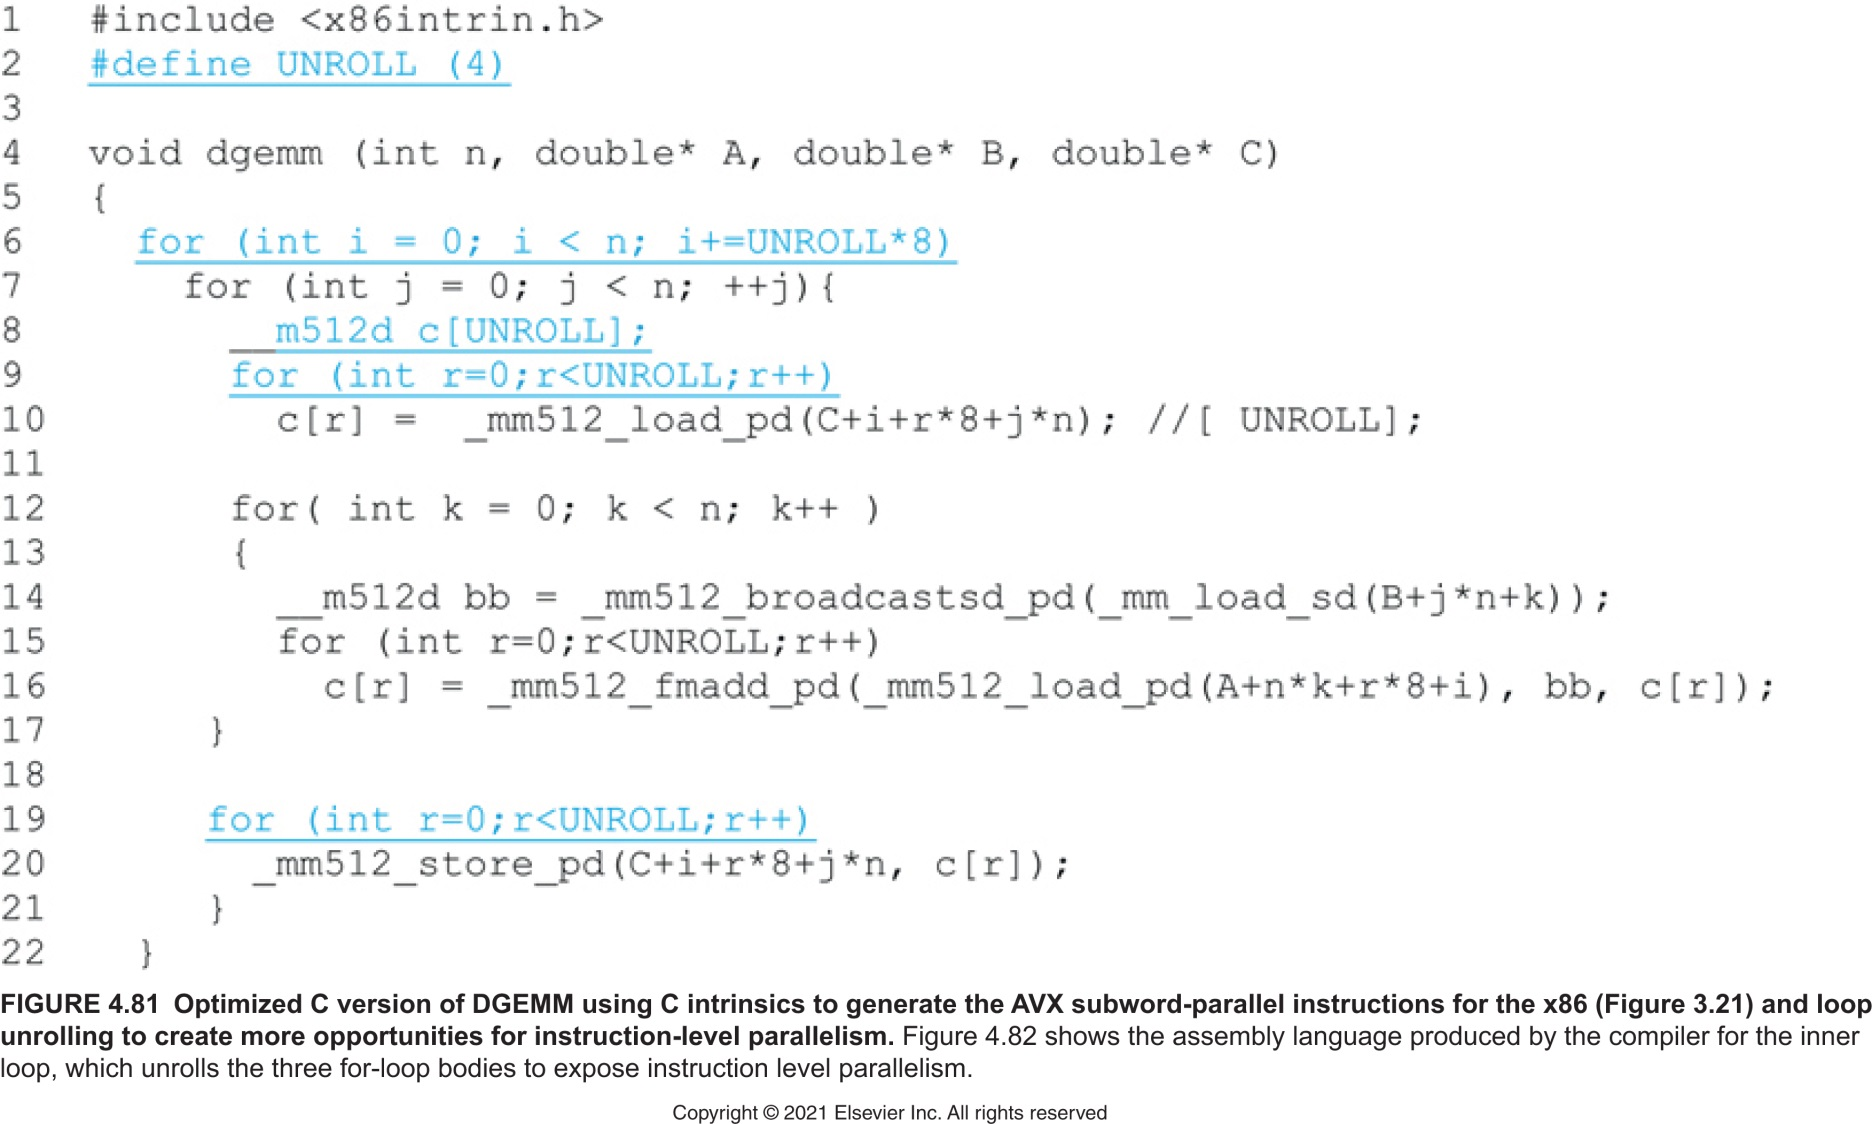 1 #include <x86intrin.h>
2 #define UNROLL (4)
3
4 void dgemm (int n, double* A, double* B, double* C)
5 {
6 for (int i = 0; i < n; i+=UNROLL*8)
7 for (int j = 0; j < n; ++j){
8 __m512d c[UNROLL];
9 for (int r=0;r<UNROLL;r++)
10 c[r] = _mm512_load_pd(C+i+r*8+j*n); //[ UNROLL];
11
12 for( int k = 0; k < n; k++ )
13 {
14 __m512d bb = _mm512_broadcastsd_pd(_mm_load_sd(B+j*n+k));
15 for (int r=0;r<UNROLL;r++)
16 c[r] = _mm512_fmadd_pd(_mm512_load_pd(A+n*k+r*8+i), bb, c[r]);
17 }
18
19 for (int r=0;r<UNROLL;r++)
20 _mm512_store_pd(C+i+r*8+j*n, c[r]);
21 }
22 }
FIGURE 4.81 Optimized C version of DGEMM using C intrinsics to generate the AVX subword-parallel instructions for the x86 (Figure 3.21) and loop
unrolling to create more opportunities for instruction-level parallelism. Figure 4.82 shows the assembly language produced by the compiler for the inner
loop, which unrolls the three for-loop bodies to expose instruction level parallelism.
Copyright © 2021 Elsevier Inc. All rights reserved